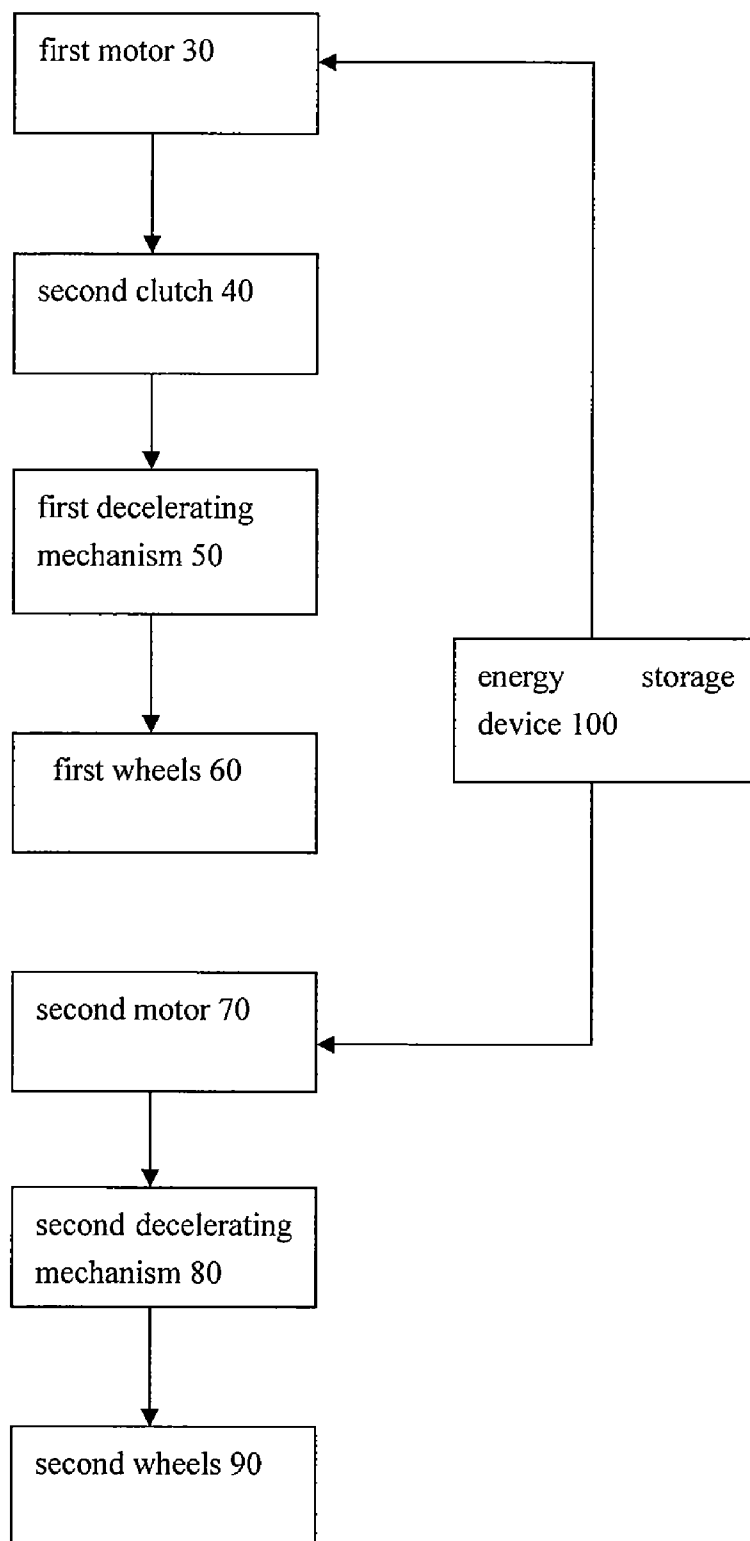 first motor 30
second clutch 40
first decelerating
mechanism 50
energy storage
device 100
first wheels 60
second motor 70
second decelerating
mechanism 80
second wheels 90